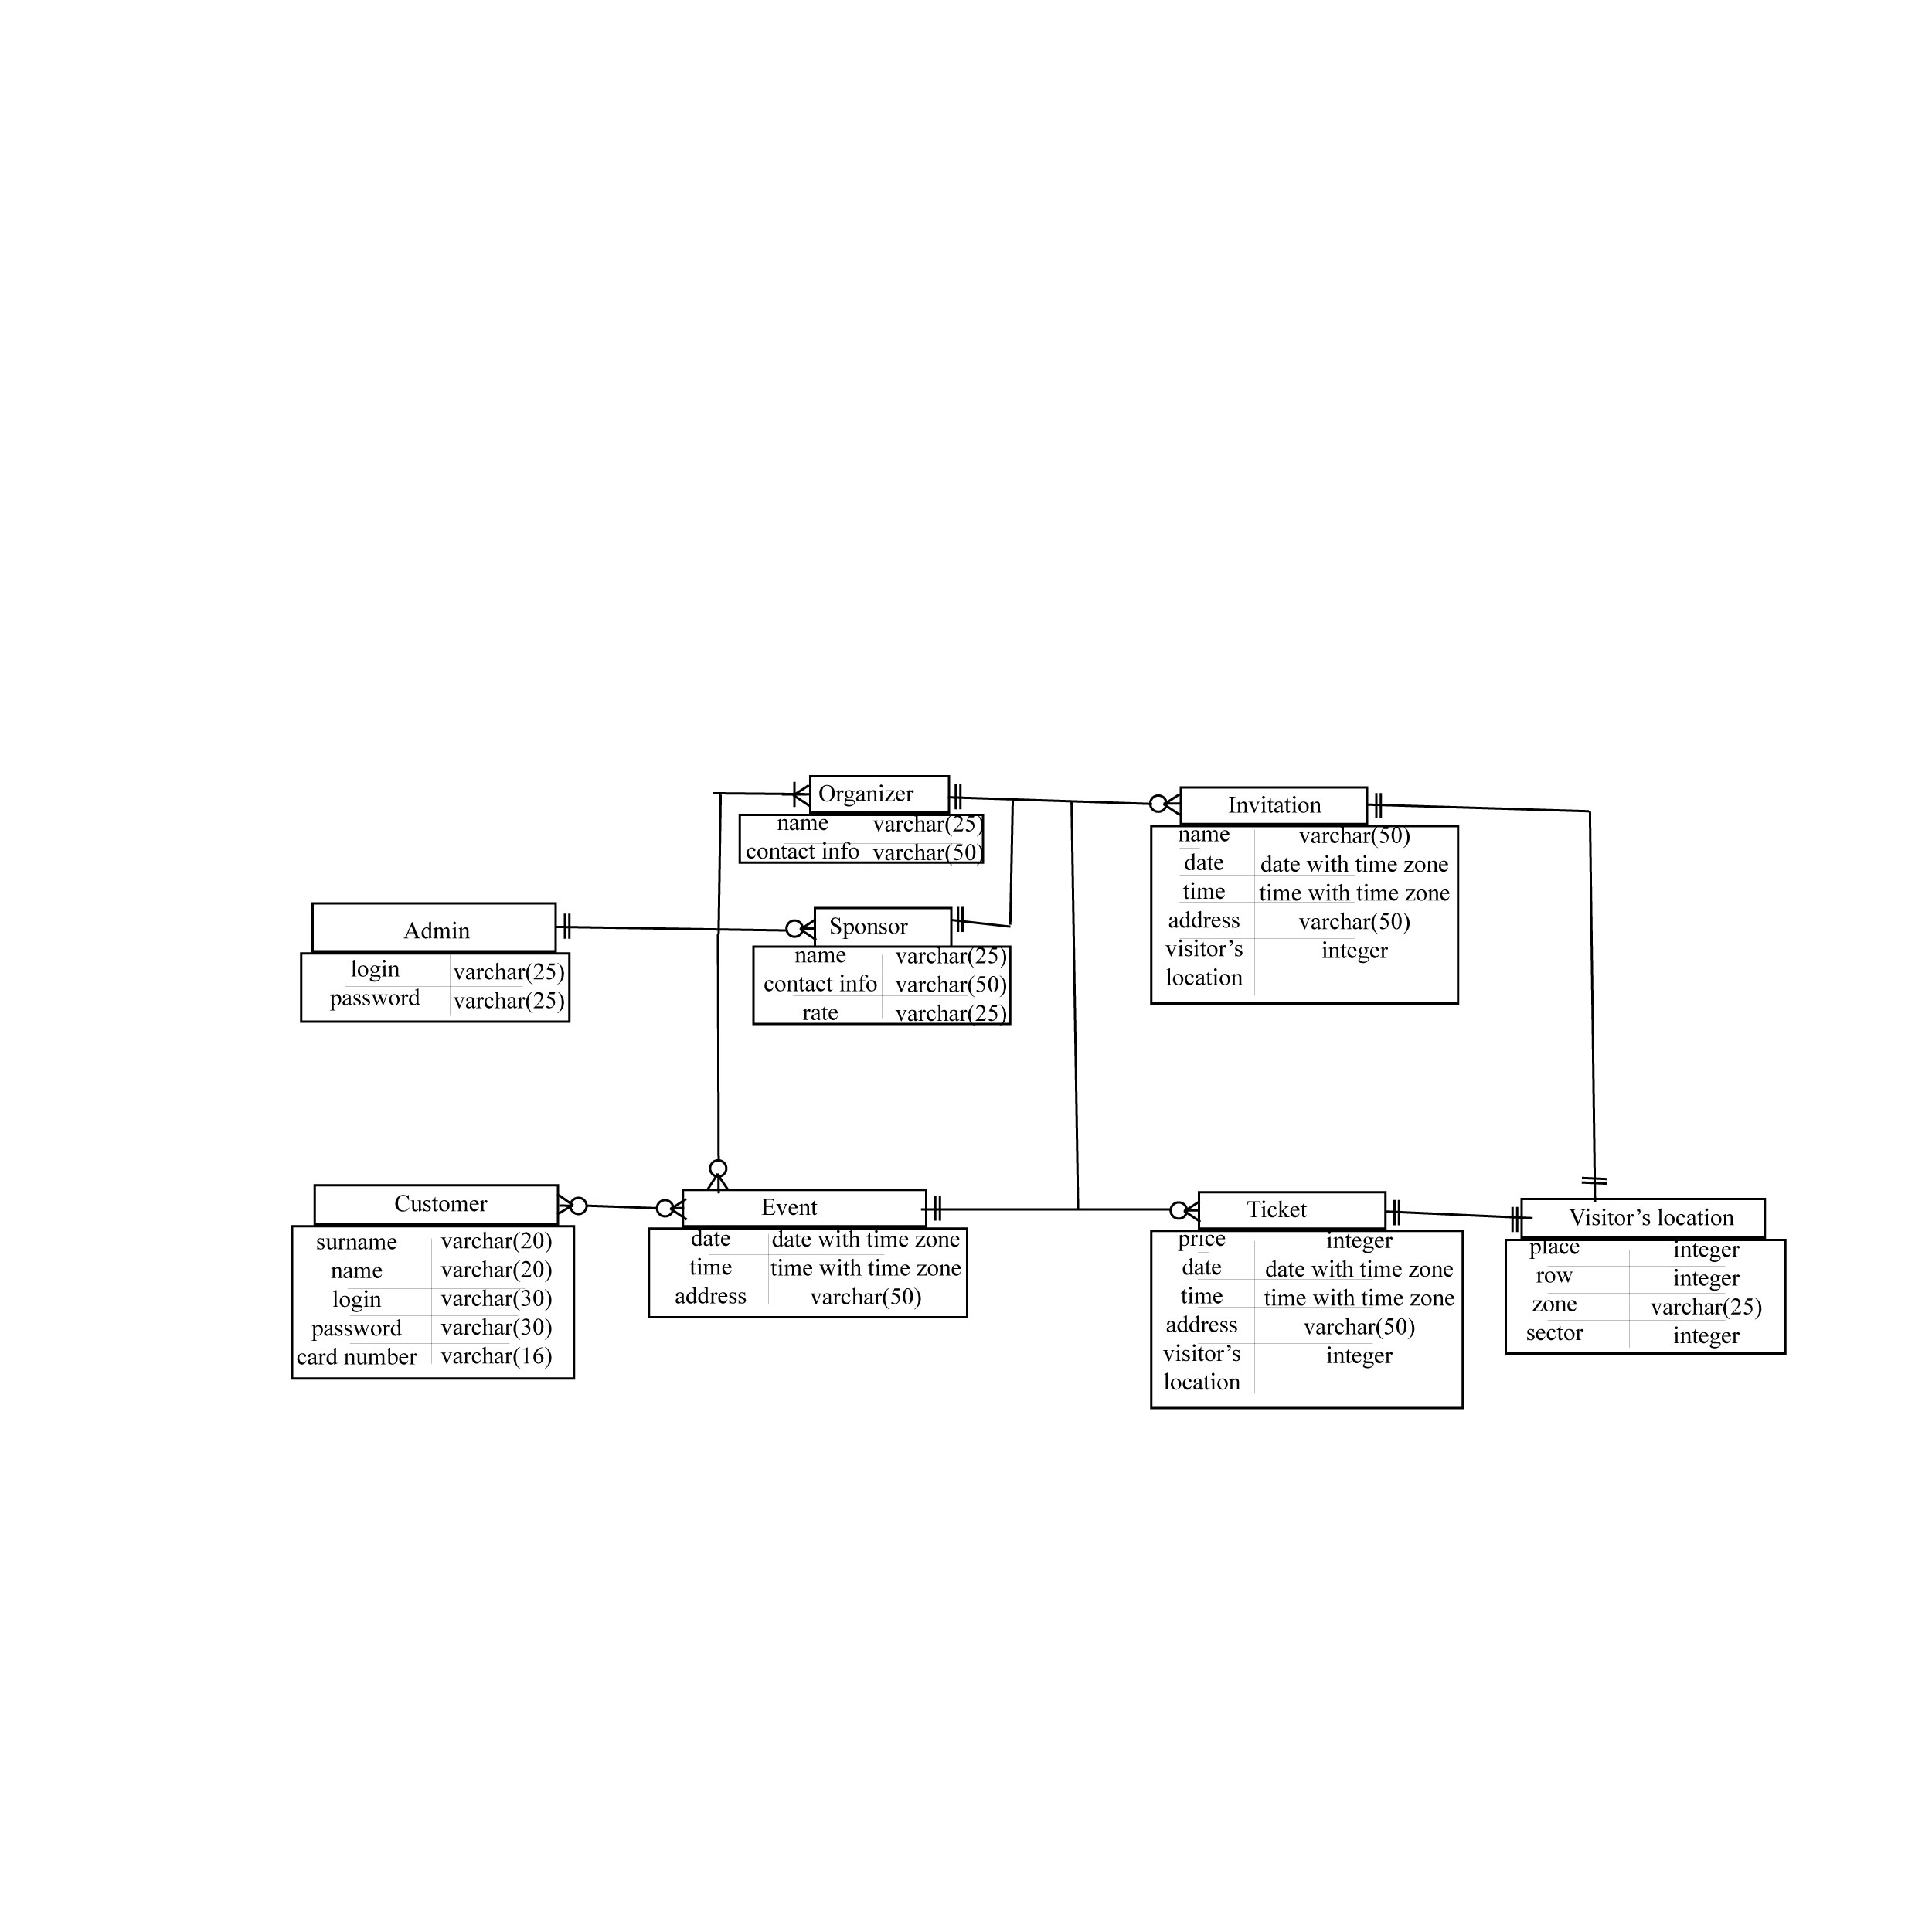 Organizer
name varchar(25)
contact info varchar(50)
Invitation
name varchar(50)
date date with time zone
time time with time zone
address varchar(50)
visitor’s integer
location
Admin
login varchar(25)
password varchar(25)
Sponsor
name varchar(25)
contact info varchar(50)
rate varchar(25)
Customer
surname varchar(20)
name varchar(20)
login varchar(30)
password varchar(30)
card number varchar(16)
Event
date date with time zone
time time with time zone
address varchar(50)
Ticket
price integer
date date with time zone
time time with time zone
address varchar(50)
visitor’s integer
location
Visitor’s location
place integer
row integer
zone varchar(25)
sector integer